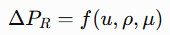 ΔP_R = f(u, ρ, μ)